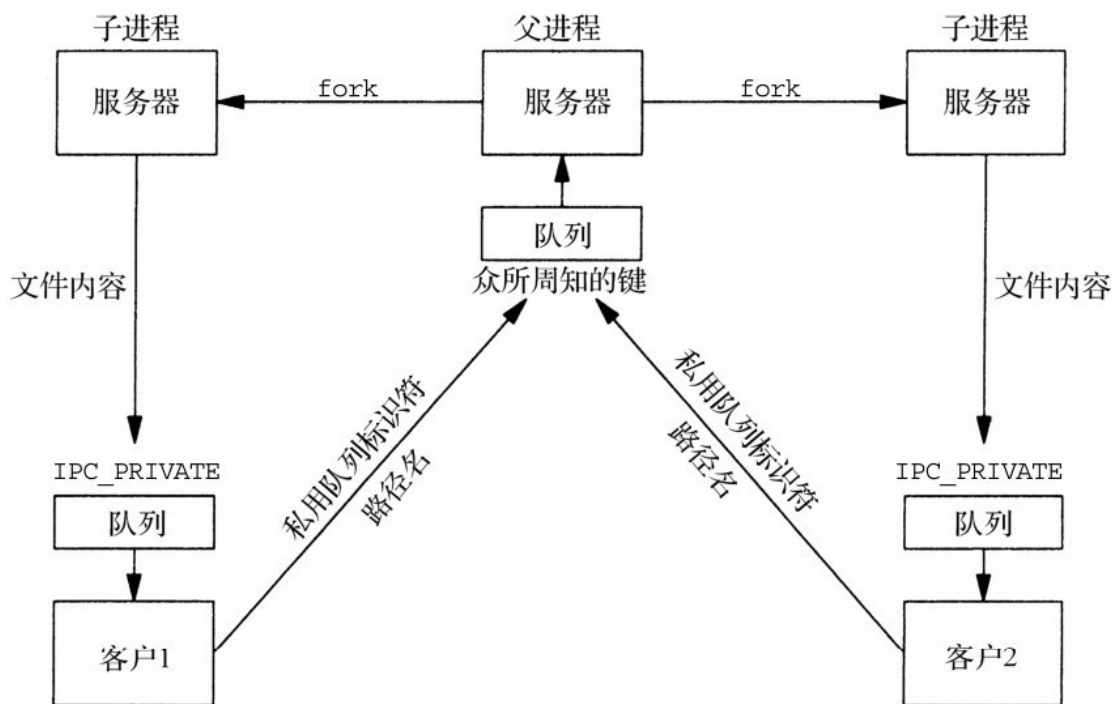 子进程
父进程
子进程
服务器
fork
服务器
fork
服务器
队列
众所周知的键
文件内容
文件内容
私用队列标识符
路径名
私用队列标识符
路径名
IPC_PRIVATE
IPC_PRIVATE
队列
队列
客户1
客户2